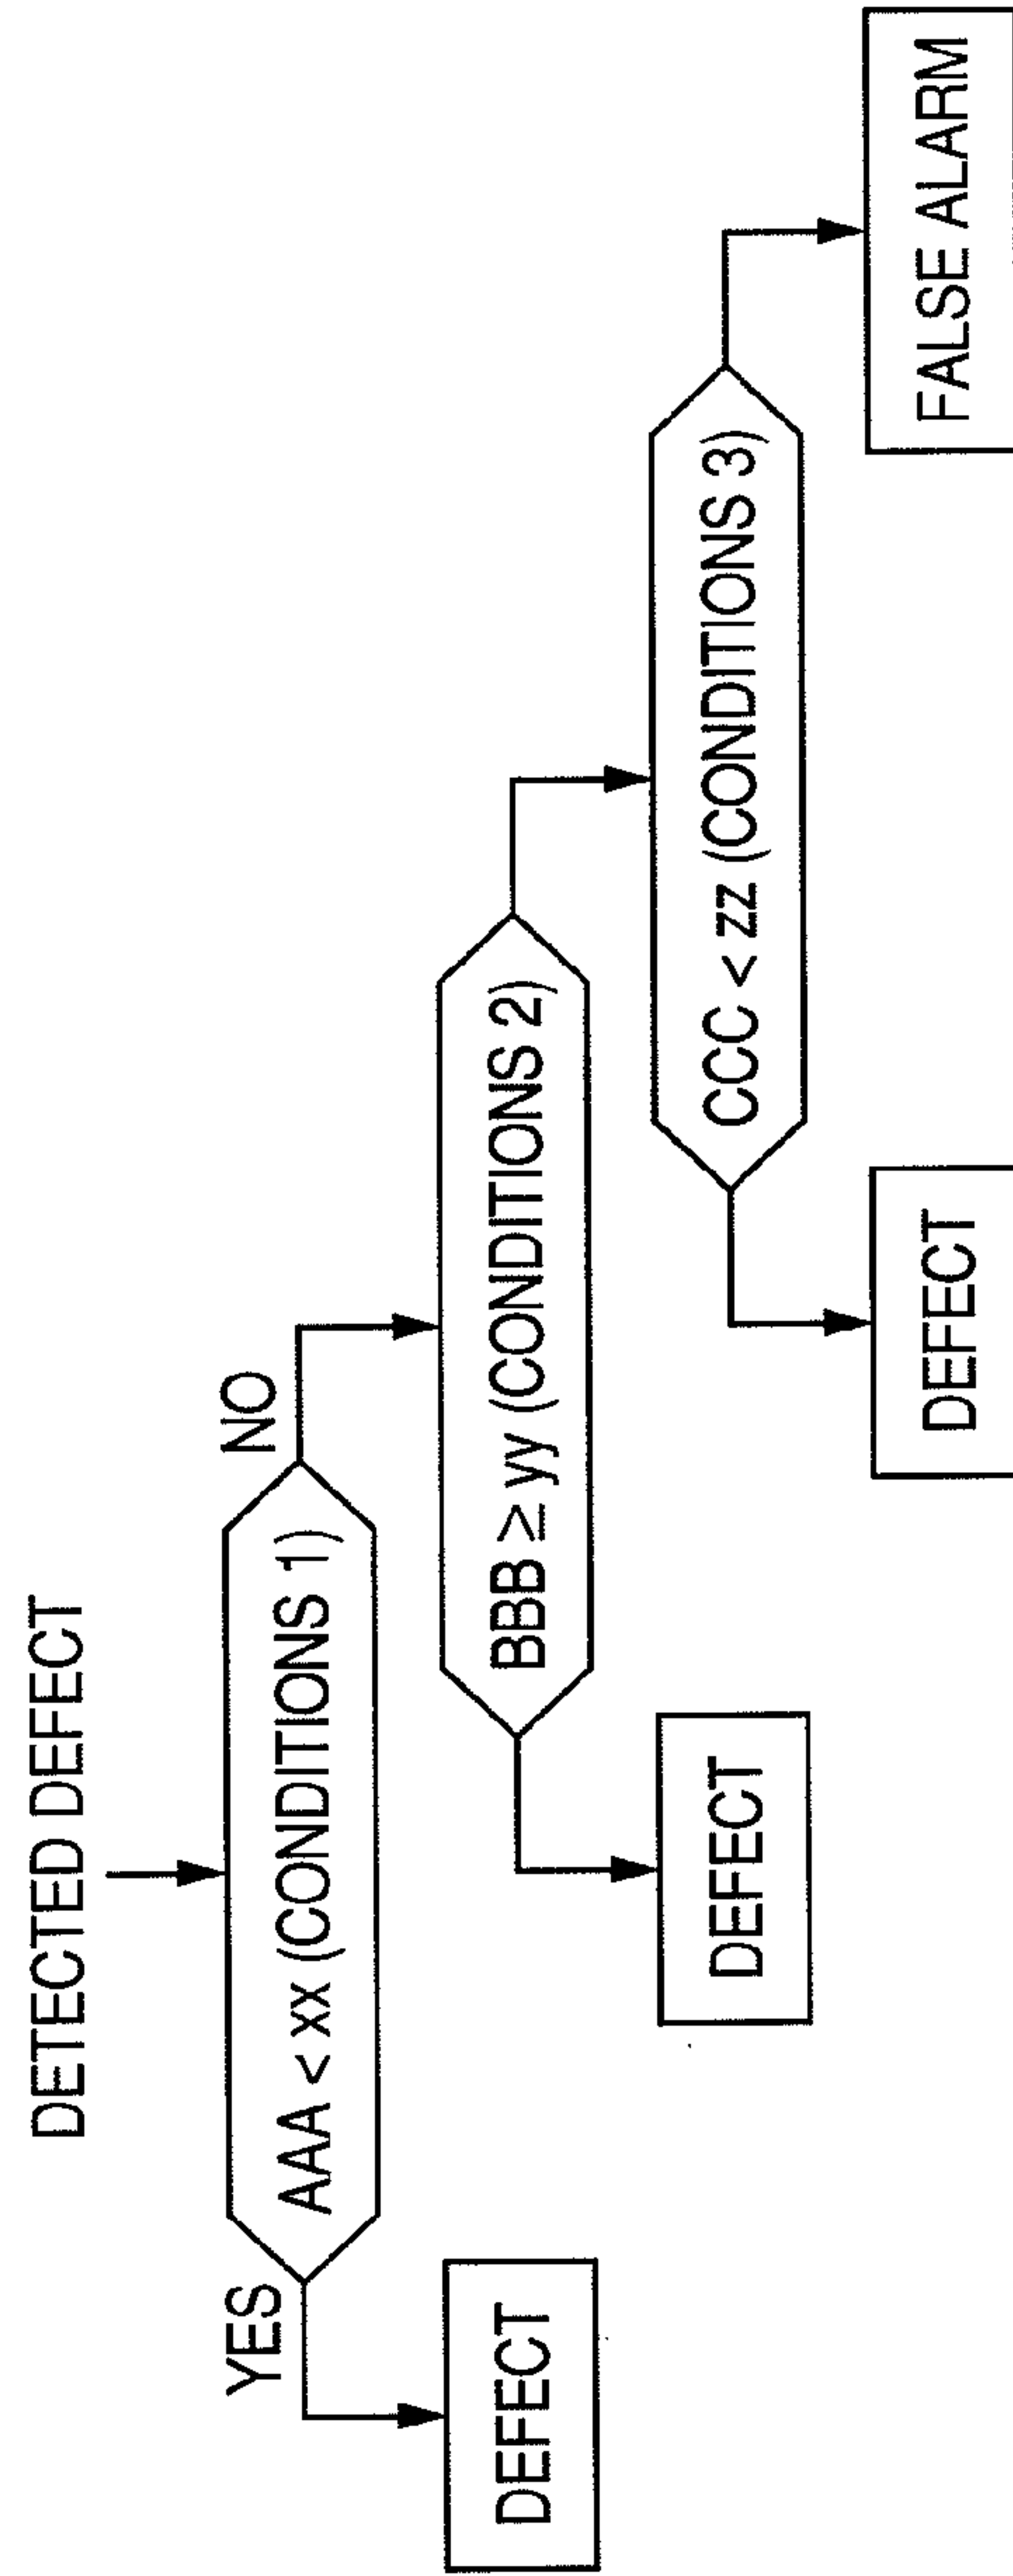 DETECTED DEFECT
YES
AAA < xx (CONDITIONS 1)
NO
DEFECT
BBB ≥ yy (CONDITIONS 2)
DEFECT
CCC < zz (CONDITIONS 3)
DEFECT
FALSE ALARM